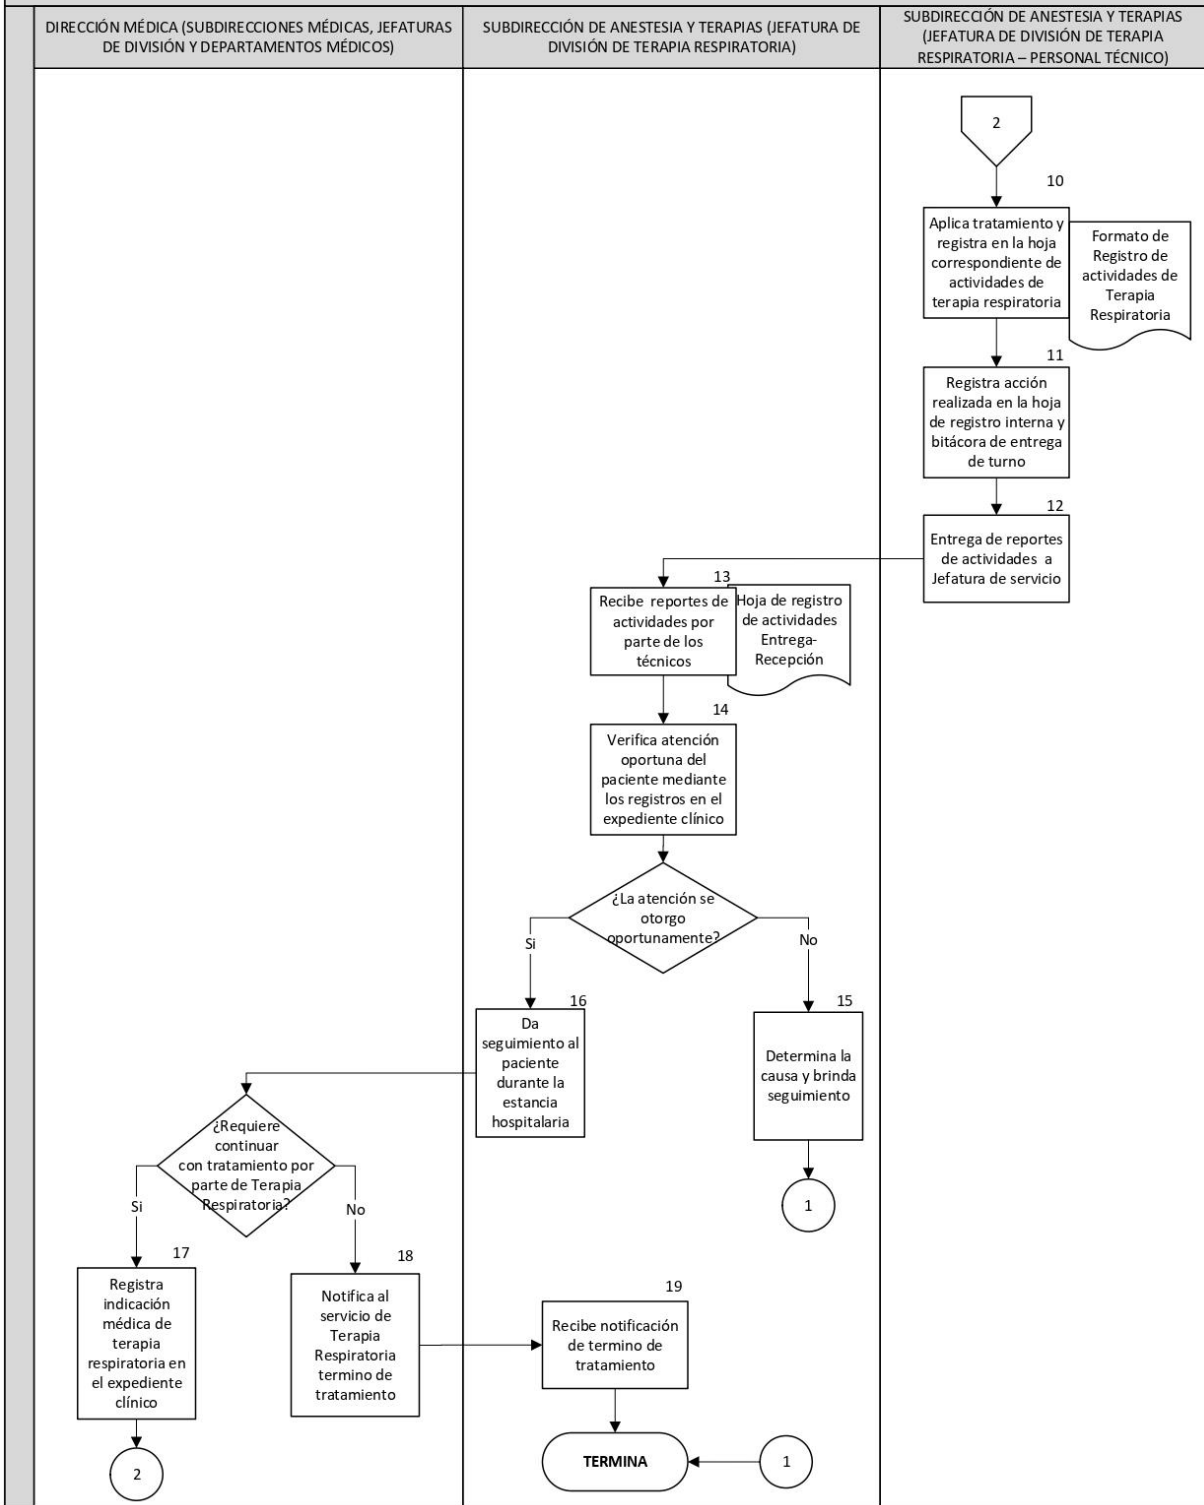 DIRECCIÓN MÉDICA (SUBDIRECCIONES MÉDICAS, JEFATURAS
DE DIVISIÓN Y DEPARTAMENTOS MÉDICOS)
SUBDIRECCIÓN DE ANESTESIA Y TERAPIAS (JEFATURA DE
DIVISIÓN DE TERAPIA RESPIRATORIA)
SUBDIRECCIÓN DE ANESTESIA Y TERAPIAS
(JEFATURA DE DIVISIÓN DE TERAPIA
RESPIRATORIA – PERSONAL TÉCNICO)
2
10
Aplica tratamiento y
registra en la hoja
correspondiente de
actividades de
terapia respiratoria
Formato de
Registro de
actividades de
Terapia
Respiratoria
11
Registra acción
realizada en la hoja
de registro interna y
bitácora de entrega
de turno
12
Entrega de reportes
de actividades a
Jefatura de servicio
13
Recibe reportes de
actividades por
parte de los
técnicos
Hoja de registro
de actividades
Entrega-
Recepción
14
Verifica atención
oportuna del
paciente mediante
los registros en el
expediente clínico
¿La atención se
otorgo
oportunamente?
Si
No
16
Da
seguimiento al
paciente
durante la
estancia
hospitalaria
15
Determina la
causa y brinda
seguimiento
1
¿Requiere
continuar
con tratamiento por
parte de Terapia
Respiratoria?
Si
No
17
Registra
indicación
médica de
terapia
respiratoria en
el expediente
clínico
2
18
Notifica al
servicio de
Terapia
Respiratoria
termino de
tratamiento
19
Recibe notificación
de termino de
tratamiento
TERMINA
1